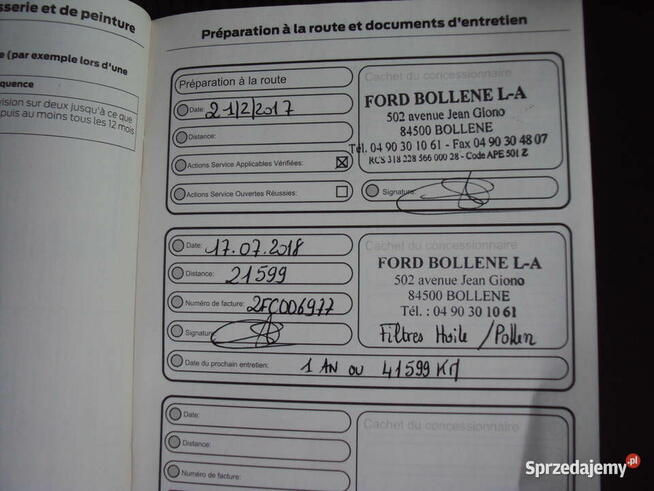 sserie et de peinture
Préparation à la route et documents d'entretien
e (par exemple lors d'une
quence
vision sur deux jusqu'à ce que
puis au moins tous les 12 mois
Préparation à la route
Date: 21/2/2017
Distance:
Actions Service Applicables Vérifiées:
Actions Service Ouvertes Réussies:
Cachet du concessionnaire
FORD BOLLENE L-A
502 avenue Jean Giono
84500 BOLLENE
Tél. 04 90 30 10 61 - Fax 04 90 30 48 07
RCS 318 228 566 000 28 - Code APE 501 Z
Signature:
Date: 17.07.2018
Distance: 21599
Numéro de facture: 2FC006977
Signature:
Cachet du concessionnaire
FORD BOLLENE L-A
502 avenue Jean Giono
84500 BOLLENE
Tél. : 04 90 30 10 61
Filtres Huile / Pollen
Date du prochain entretien: 1 AN ou 41599 KM
Date:
Distance:
Numéro de facture:
Cachet du concessionnaire
Sprzedajemy.pl